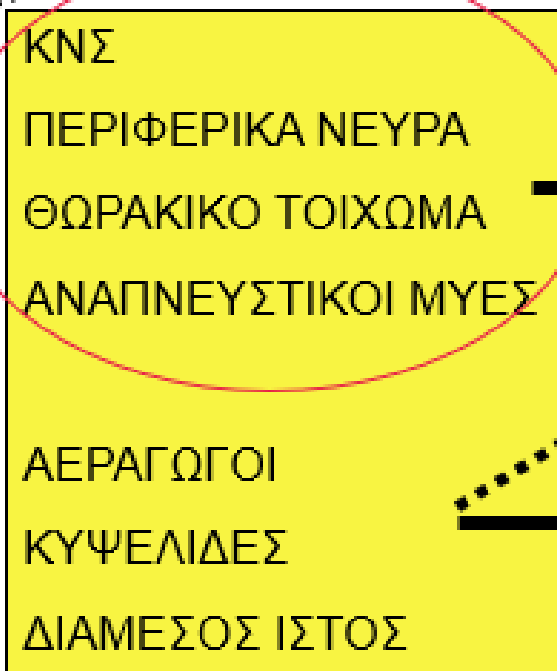 ΚΝΣ
ΠΕΡΙΦΕΡΙΚΑ ΝΕΥΡΑ
ΘΩΡΑΚΙΚΟ ΤΟΙΧΩΜΑ
ΑΝΑΠΝΕΥΣΤΙΚΟΙ ΜΥΕΣ
ΑΕΡΑΓΩΓΟΙ
ΚΥΨΕΛΙΔΕΣ
ΔΙΑΜΕΣΟΣ ΙΣΤΟΣ